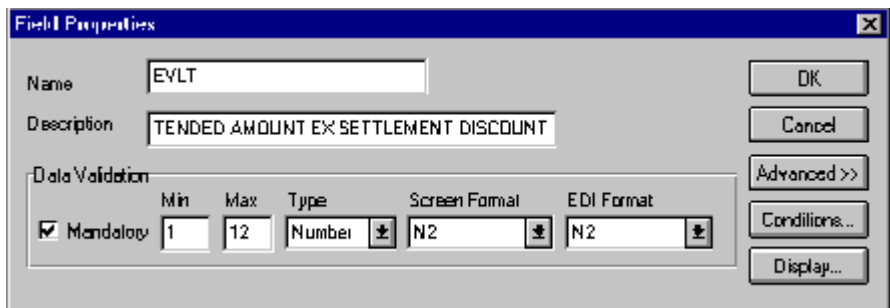 Field Properties
Name EVLT OK
Description TENDED AMOUNT EX SETTLEMENT DISCOUNT Cancel
Data Validation Advanced >>
Min Max Type Screen Format EDI Format
Mandatory 1 12 Number N2 N2 Conditions...
Display...